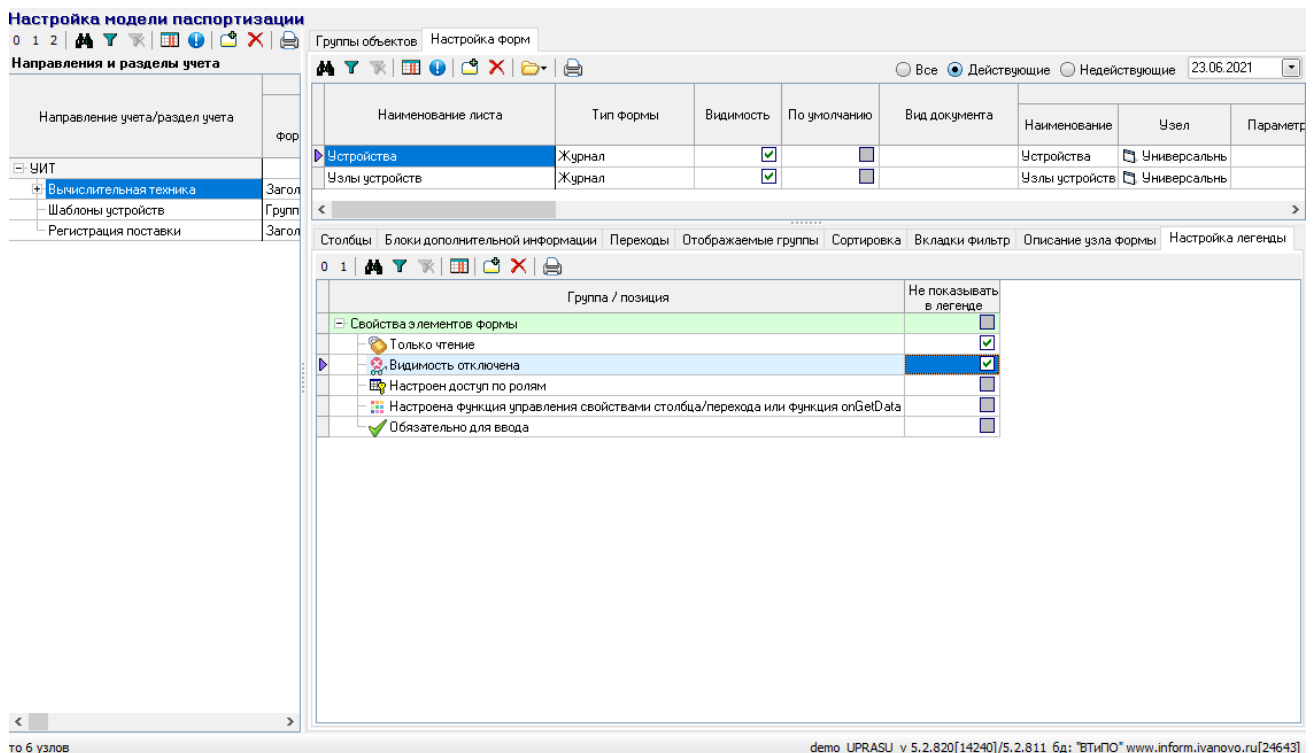 Настройка модели паспортизации
0 1 2
Направления и разделы учета
Направление учета/раздел учета
фор
УИТ
Вычислительная техника Загол
Шаблоны устройств Групп
Регистрация поставки Загол
Группы объектов Настройка форм
Все Действующие Недействующие 23.06.2021
Наименование листа Тип формы Видимость По умолчанию Вид документа
Наименование Узел Параметр
Устройства Журнал Устройства Универсальнь
Узлы устройств Журнал Узлы устройств Универсальнь
Столбцы Блоки дополнительной информации Переходы Отображаемые группы Сортировка Вкладки фильтр Описание узла формы Настройка легенды
0 1
Группа / позиция Не показывать
в легенде
Свойства элементов формы
Только чтение
Видимость отключена
Настроен доступ по ролям
Настроена функция управления свойствами столбца/перехода или функция onGetData
Обязательно для ввода
то 6 узлов demo_UPRASU v 5.2.820[14240]/5.2.811 бд: "ВТиПО" www.inform.ivanovo.ru[24643]